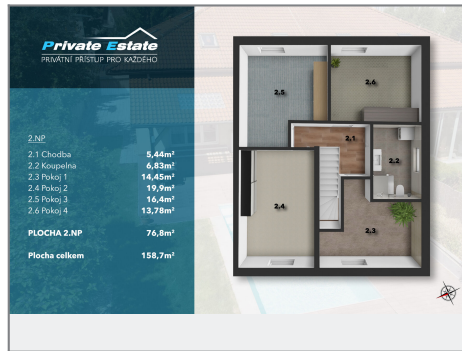 Private Estate
PRIVÁTNÍ PŘÍSTUP PRO KAŽDÉHO
2.NP
2.1 Chodba 5,44m²
2.2 Koupelna 6,83m²
2.3 Pokoj 1 14,45m²
2.4 Pokoj 2 19,9m²
2.5 Pokoj 3 16,4m²
2.6 Pokoj 4 13,78m²
PLOCHA 2.NP 76,8m²
Plocha celkem 158,7m²
2,5
2,6
2,1
2,2
2,4
2,3